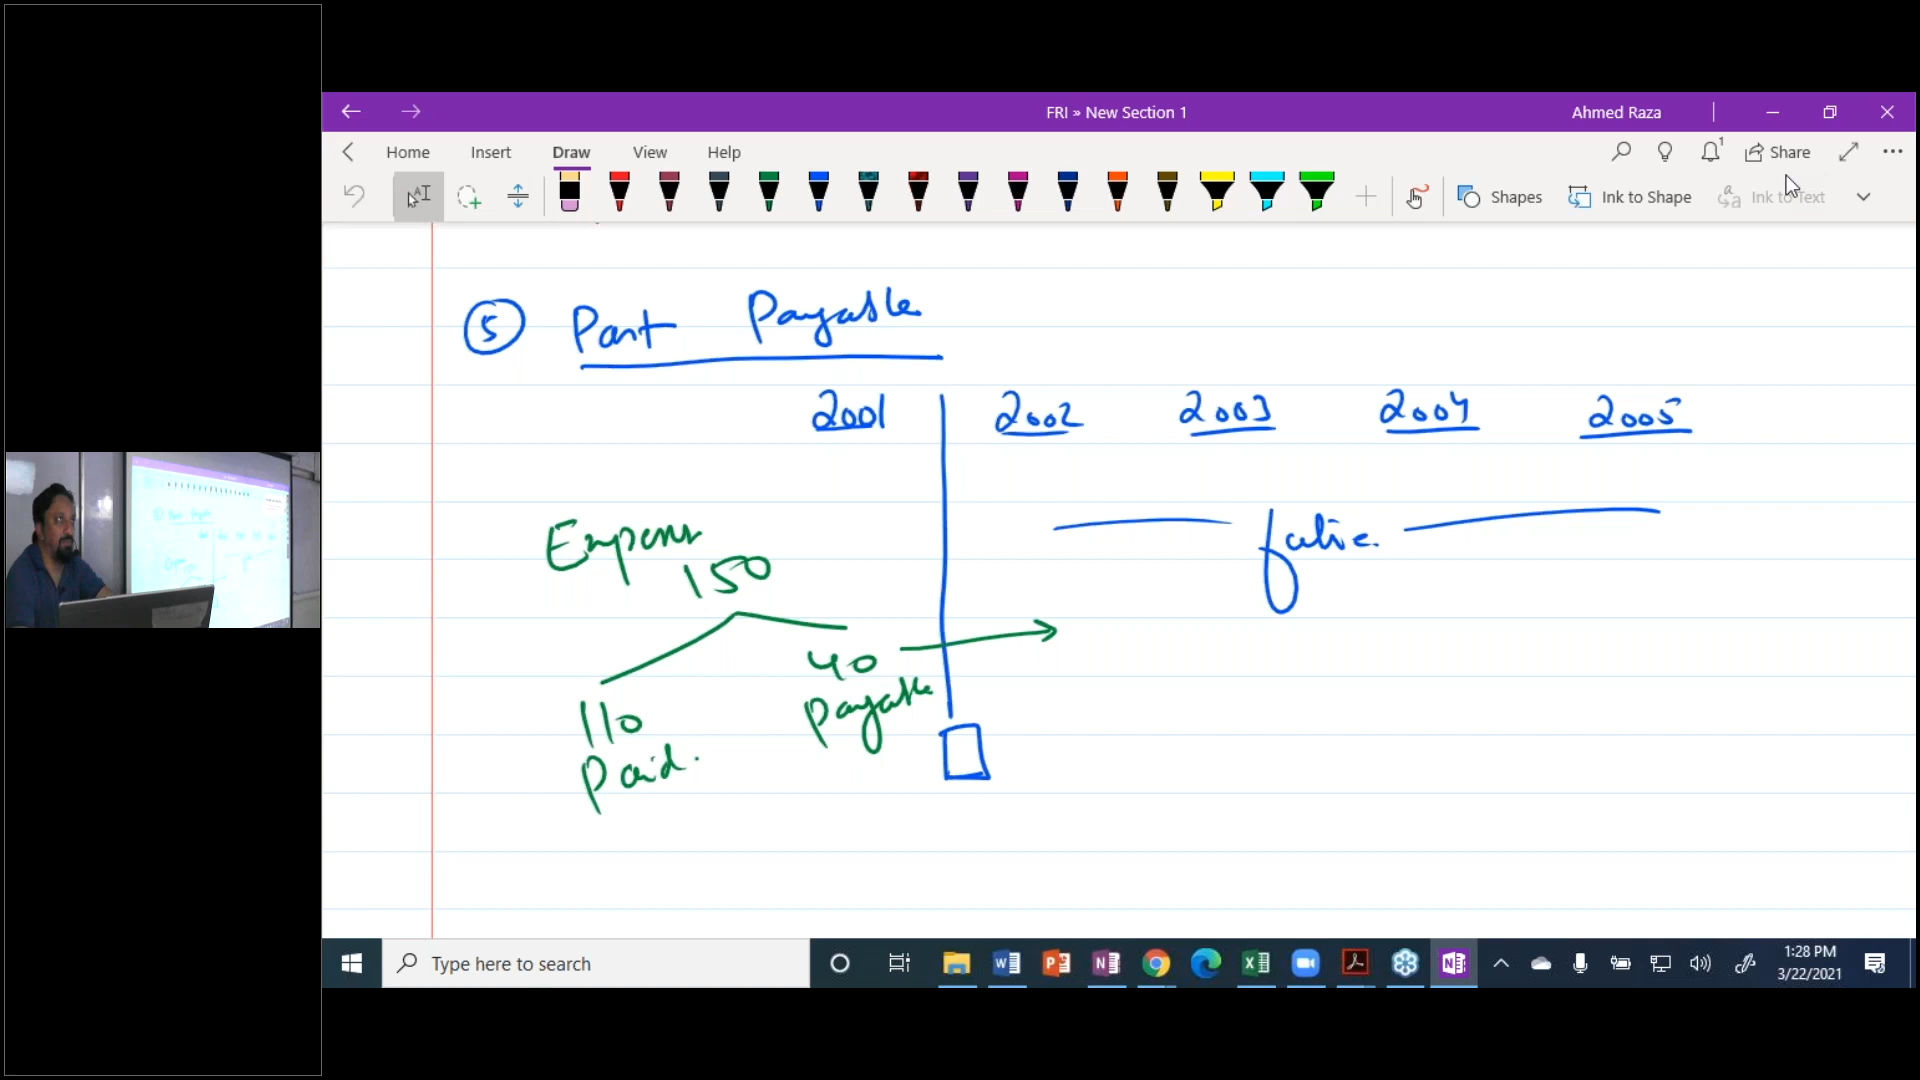 FRI » New Section 1
Ahmed Raza
Home Insert Draw View Help
1
Share
AI
Shapes
Ink to Shape
Ink to Text
5 Part Payable
2001 2002 2003 2004 2005
Expense
150
40
Payable
110
Paid.
Type here to search
1:28 PM
3/22/2021